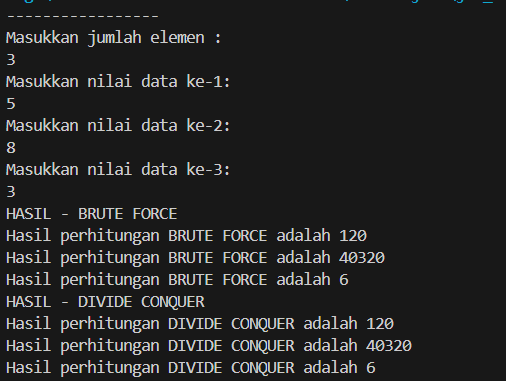 -----------------
Masukkan jumlah elemen :
3
Masukkan nilai data ke-1:
5
Masukkan nilai data ke-2:
8
Masukkan nilai data ke-3:
3
HASIL - BRUTE FORCE
Hasil perhitungan BRUTE FORCE adalah 120
Hasil perhitungan BRUTE FORCE adalah 40320
Hasil perhitungan BRUTE FORCE adalah 6
HASIL - DIVIDE CONQUER
Hasil perhitungan DIVIDE CONQUER adalah 120
Hasil perhitungan DIVIDE CONQUER adalah 40320
Hasil perhitungan DIVIDE CONQUER adalah 6